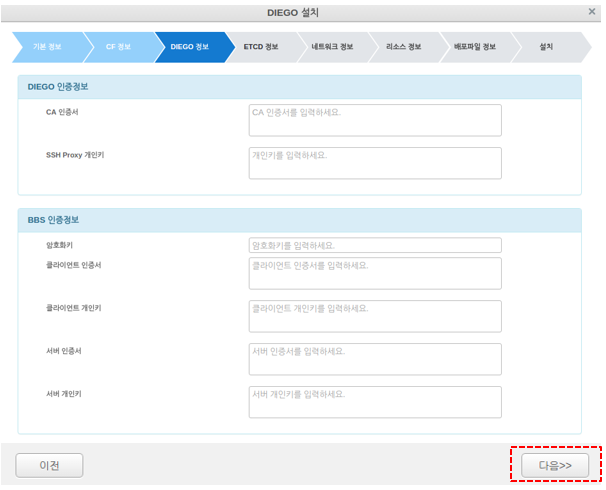 DIEGO 설치
×
기본 정보
CF 정보
DIEGO 정보
ETCD 정보
네트워크 정보
리소스 정보
배포파일 정보
설치
DIEGO 인증정보
CA 인증서
CA 인증서를 입력하세요.
SSH Proxy 개인키
개인키를 입력하세요.
BBS 인증정보
암호화키
암호화키를 입력하세요.
클라이언트 인증서
클라이언트 인증서를 입력하세요.
클라이언트 개인키
클라이언트 개인키를 입력하세요.
서버 인증서
서버 인증서를 입력하세요.
서버 개인키
서버 개인키를 입력하세요.
이전
다음>>